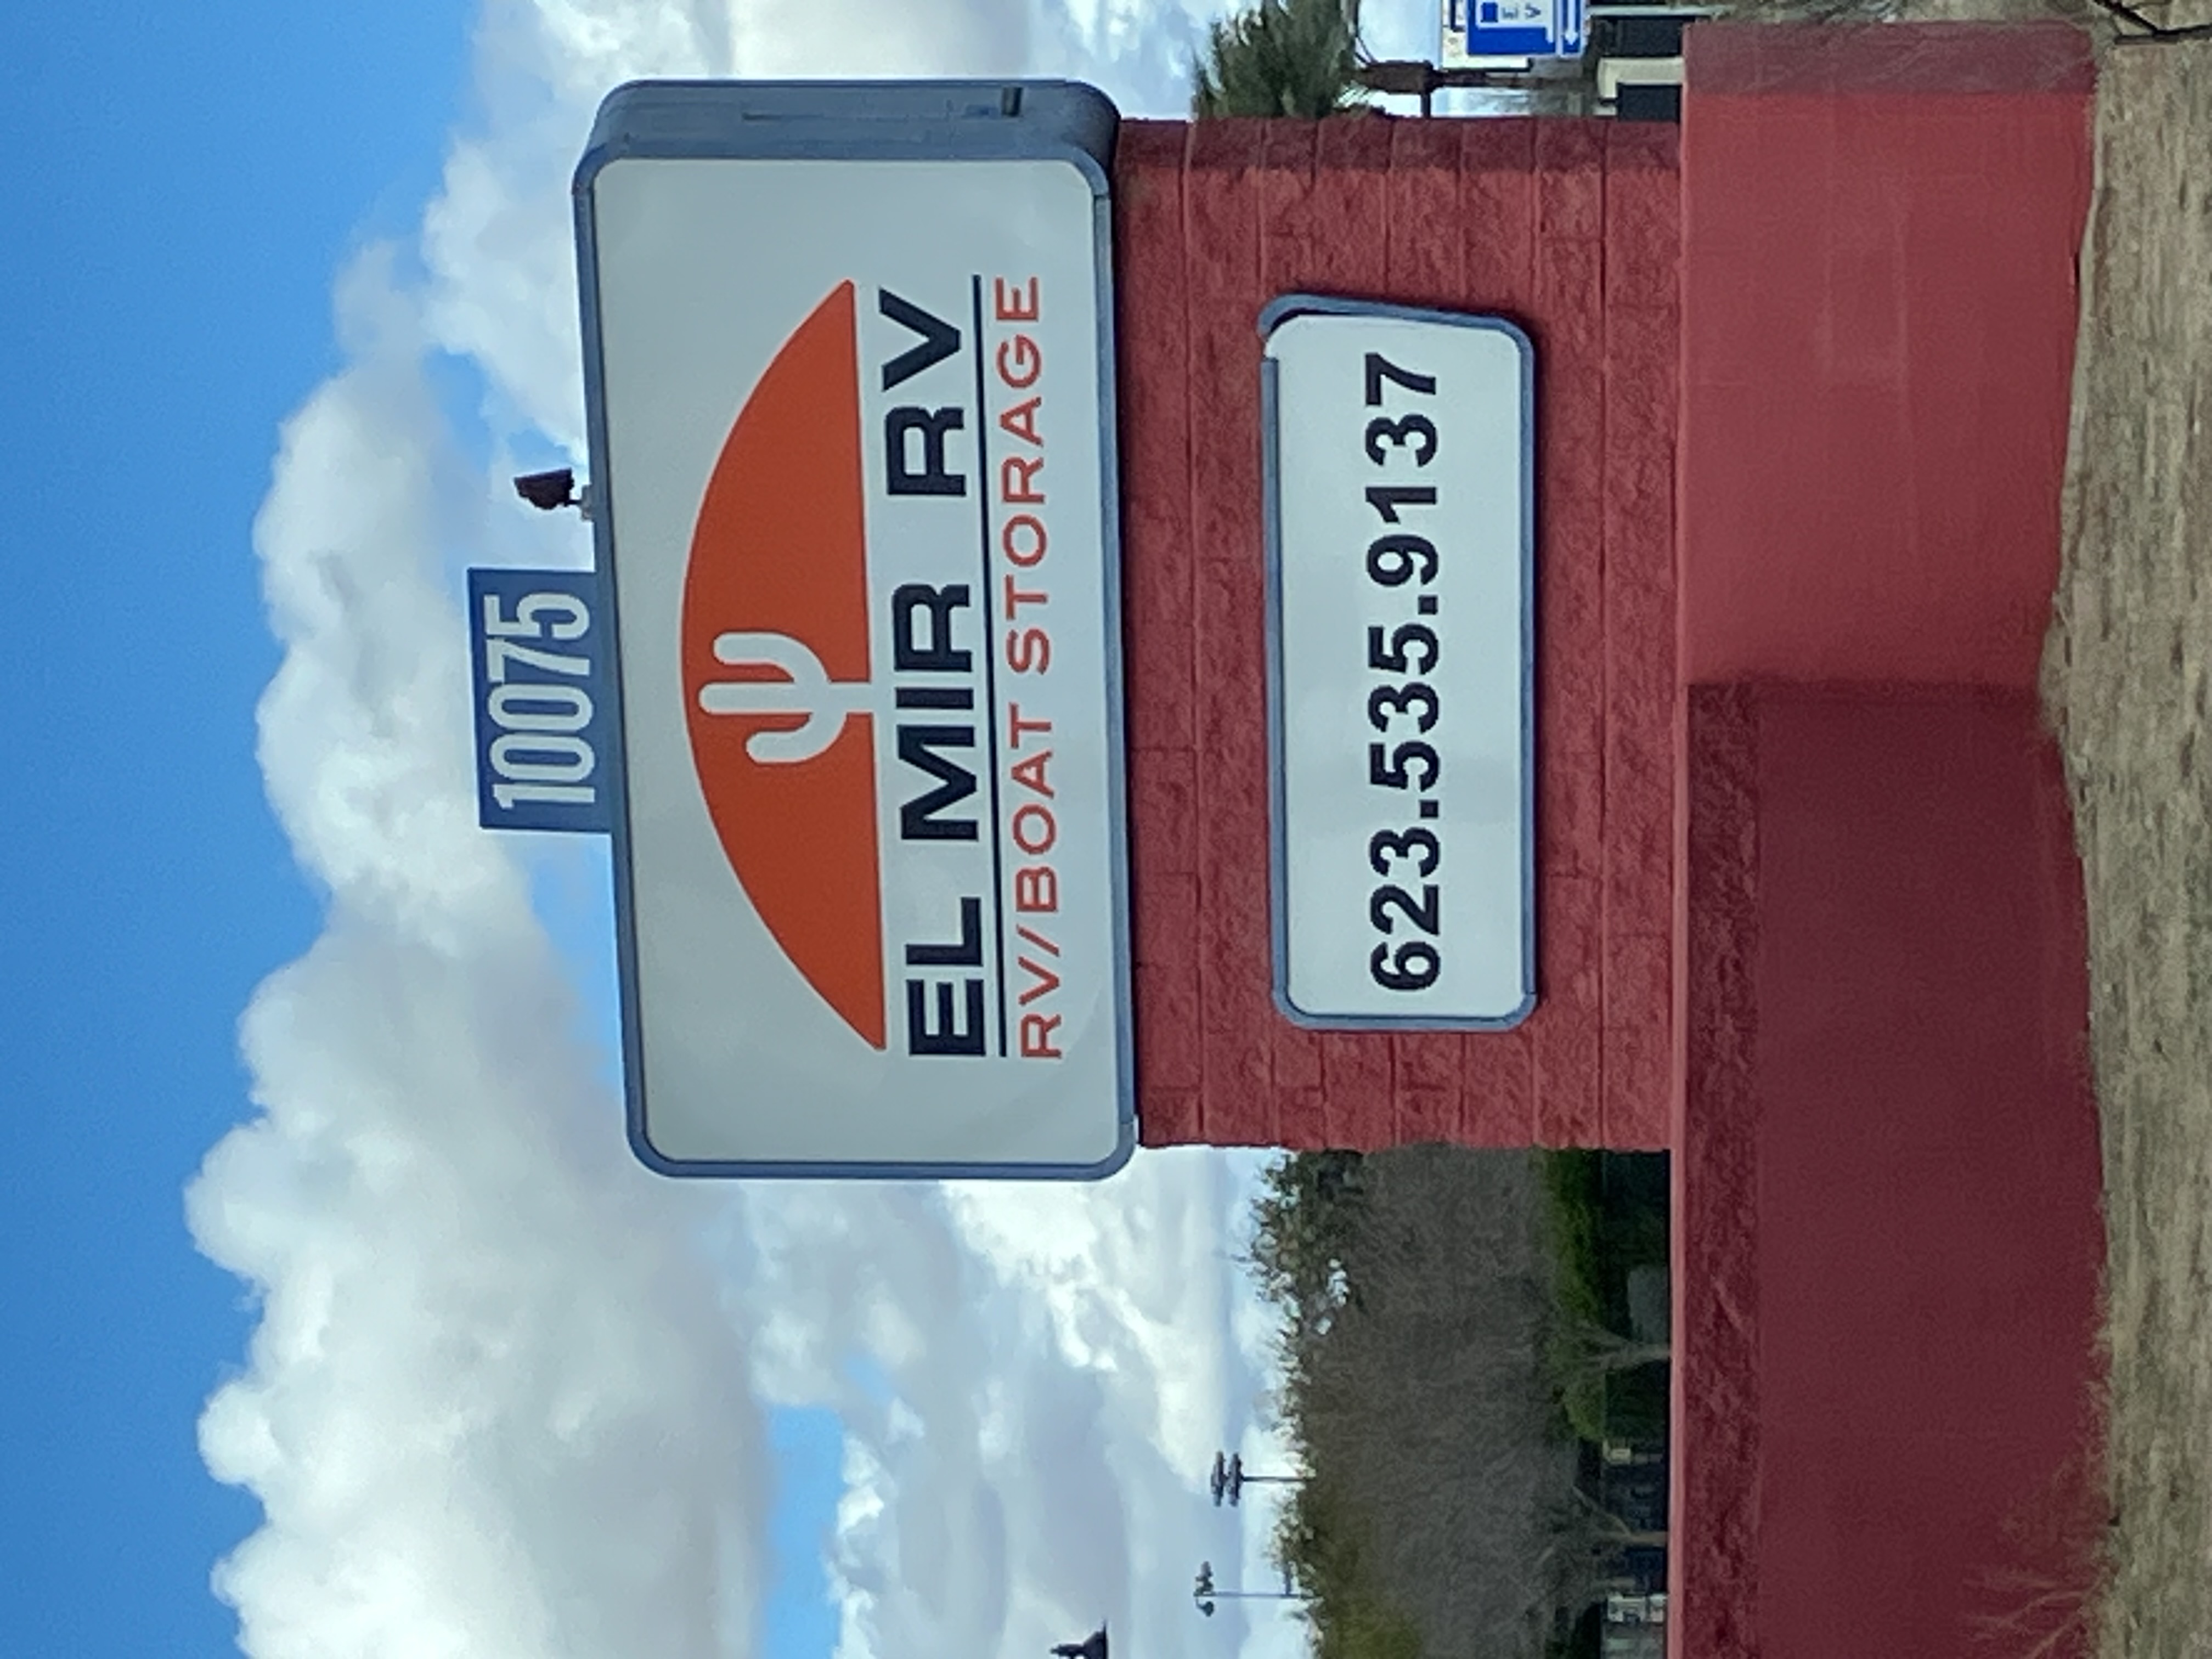 10075
EL MIR RV
RV/BOAT STORAGE
623.535.9137